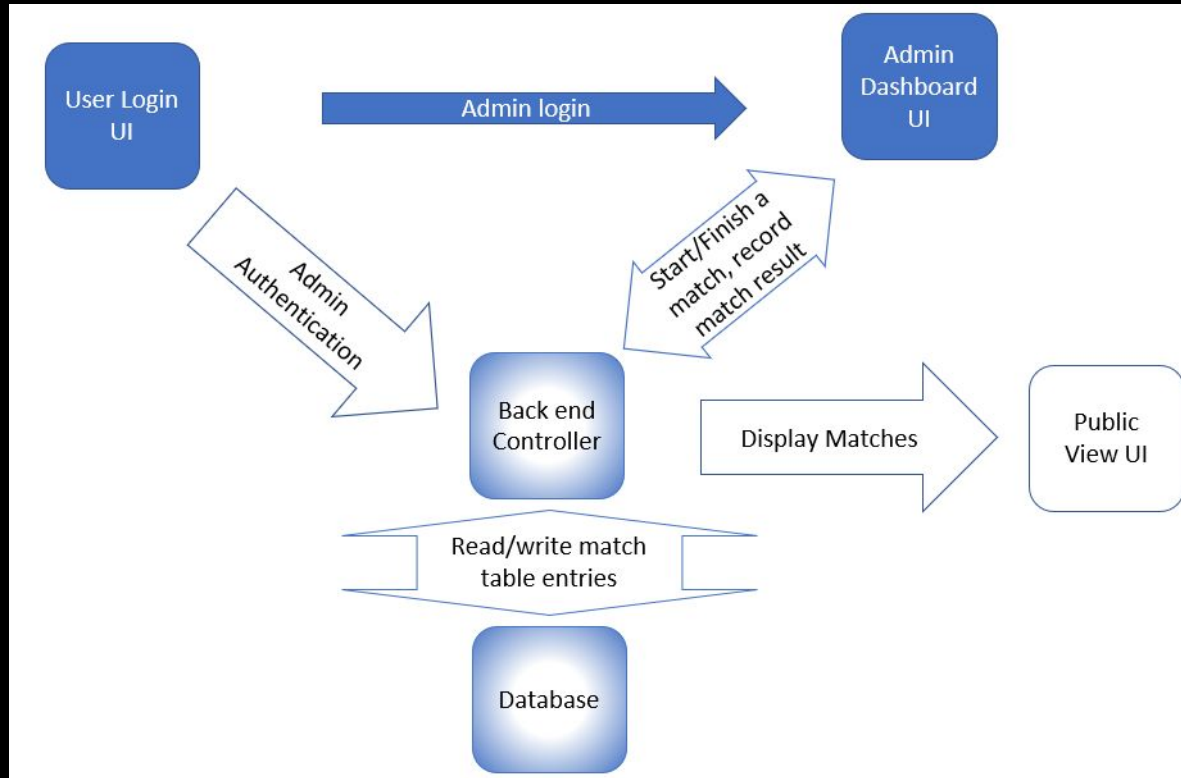 User Login
UI
Admin login
Admin
Dashboard
UI
Admin
Authentication
Start/Finish a
match, record
match result
Back end
Controller
Display Matches
Public
View UI
Read/write match
table entries
Database